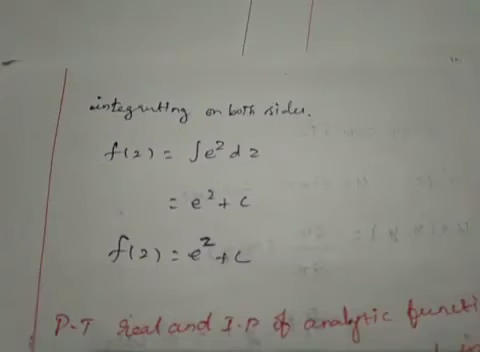 integrating on both sides.
f(z) = ∫e^z dz
= e^z + c
f(z) = e^z + c
P.T real and I.P of analytic functi